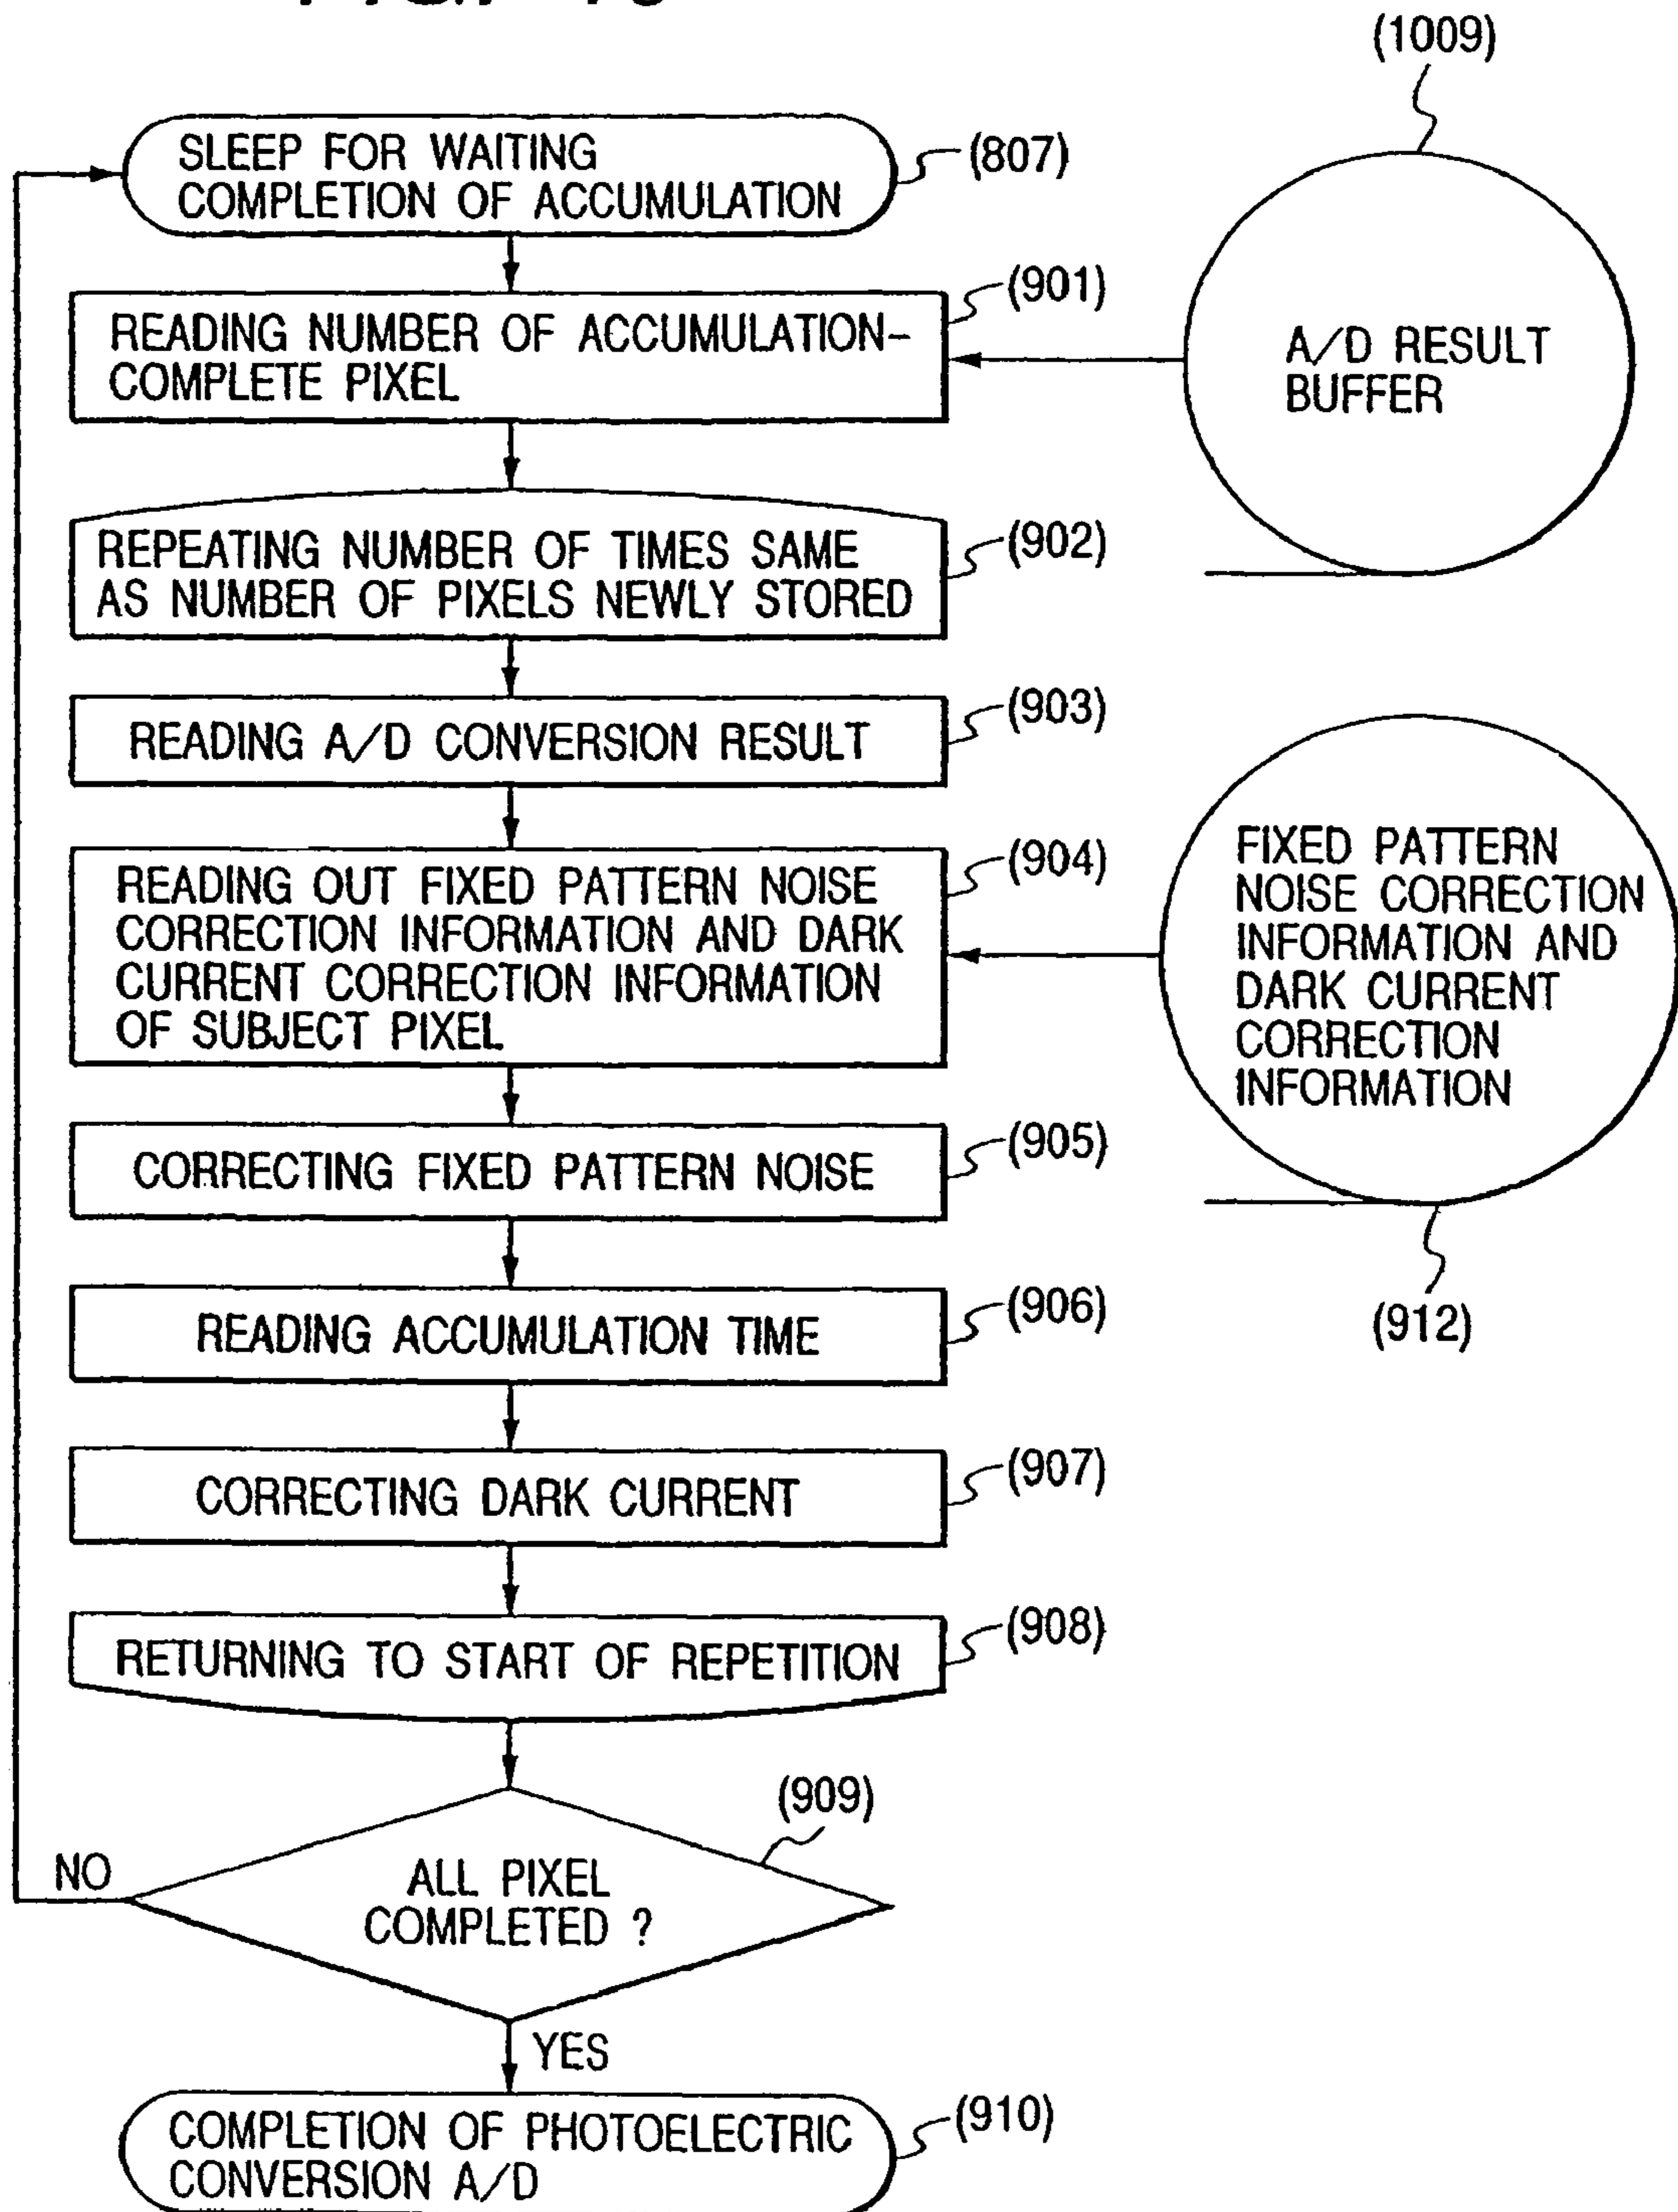 (1009)
SLEEP FOR WAITING
COMPLETION OF ACCUMULATION
(807)
(901)
READING NUMBER OF ACCUMULATION-
COMPLETE PIXEL
A/D RESULT
BUFFER
REPEATING NUMBER OF TIMES SAME
AS NUMBER OF PIXELS NEWLY STORED
(902)
READING A/D CONVERSION RESULT
(903)
READING OUT FIXED PATTERN NOISE
CORRECTION INFORMATION AND DARK
CURRENT CORRECTION INFORMATION
OF SUBJECT PIXEL
(904)
FIXED PATTERN
NOISE CORRECTION
INFORMATION AND
DARK CURRENT
CORRECTION
INFORMATION
CORRECTING FIXED PATTERN NOISE
(905)
READING ACCUMULATION TIME
(906)
(912)
CORRECTING DARK CURRENT
(907)
RETURNING TO START OF REPETITION
(908)
(909)
NO
ALL PIXEL
COMPLETED ?
YES
COMPLETION OF PHOTOELECTRIC
CONVERSION A/D
(910)